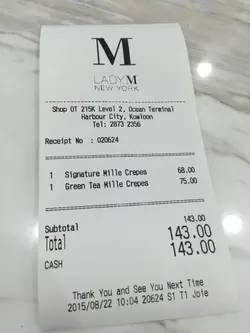 M
LADY M
NEW YORK
Shop OT 215K Level 2, Ocean Terminal
Harbour City, Kowloon
Tel: 2873 2356
Receipt No : 020624
1 Signature Mille Crepes 68.00
1 Green Tea Mille Crepes 75.00
143.00
Subtotal 143.00
Total 143.00
CASH
Thank You and See You Next Time
2015/08/22 10:04 20624 S1 T1 Joie